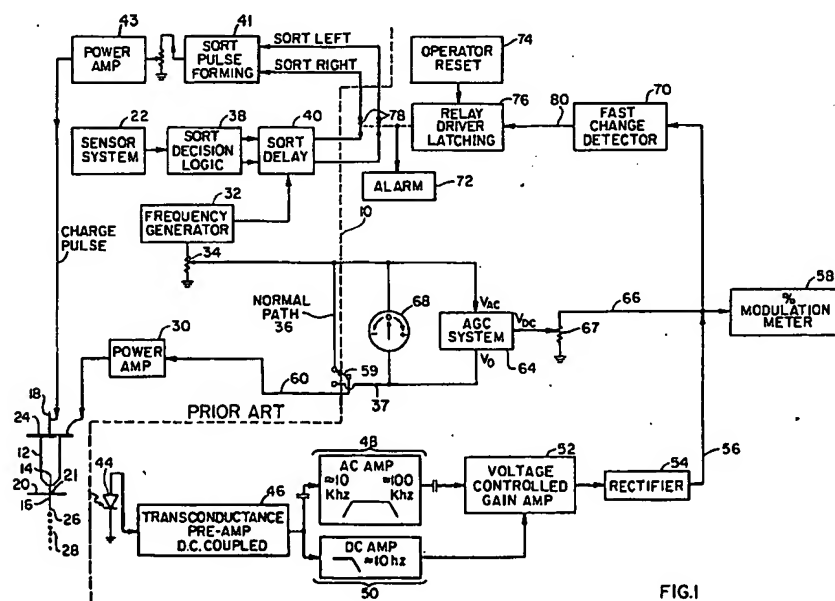 43
POWER
AMP
41
SORT
PULSE
FORMING
SORT LEFT
SORT RIGHT
OPERATOR
RESET
74
22
SENSOR
SYSTEM
38
SORT
DECISION
LOGIC
40
SORT
DELAY
78
76
RELAY
DRIVER
LATCHING
80
70
FAST
CHANGE
DETECTOR
ALARM
72
32
FREQUENCY
GENERATOR
10
CHARGE
PULSE
34
NORMAL
PATH
36
68
VAC
AGC
SYSTEM
VDC
VO
64
66
67
58
%
MODULATION
METER
30
POWER
AMP
60
59
37
PRIOR ART
18
24
12
14
21
20
16
26
28
44
46
TRANSCONDUCTANCE
PRE-AMP
D.C. COUPLED
48
AC AMP
≈10 ≈100
Khz Khz
DC AMP
≈10hz
50
52
VOLTAGE
CONTROLLED
GAIN AMP
54
RECTIFIER
56
FIG.1